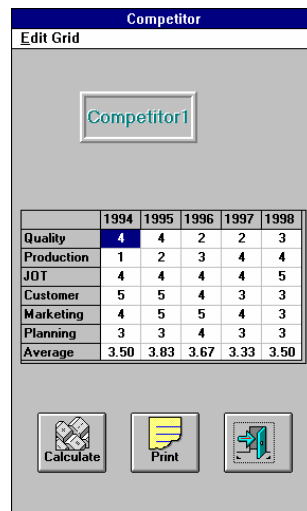 Competitor
Edit Grid
Competitor1
1994 1995 1996 1997 1998
Quality 4 4 2 2 3
Production 1 2 3 4 4
JOT 4 4 4 4 5
Customer 5 5 4 3 3
Marketing 4 5 5 4 3
Planning 3 3 4 3 3
Average 3.50 3.83 3.67 3.33 3.50
Calculate Print